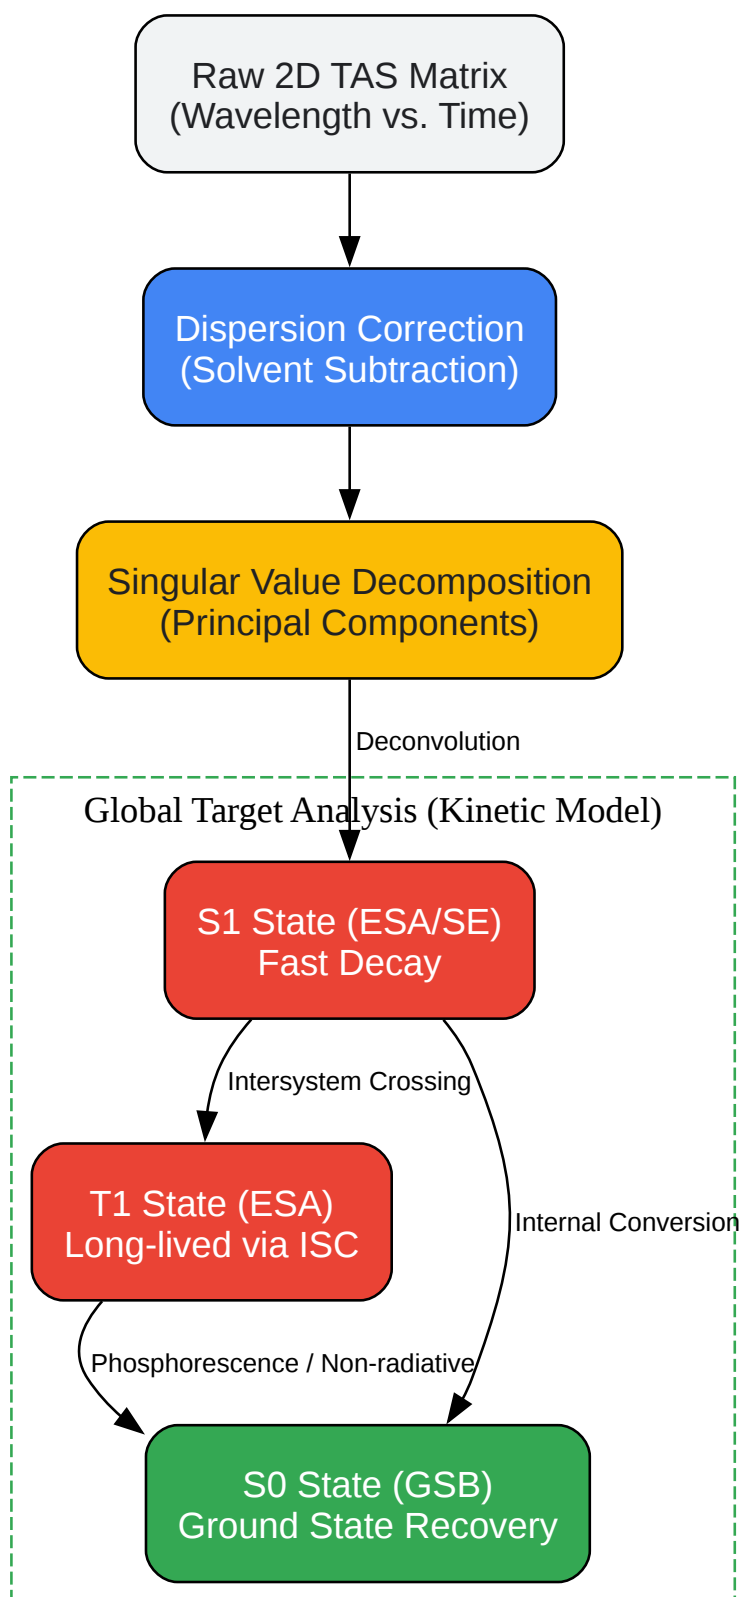 Raw 2D TAS Matrix
(Wavelength vs. Time)
Dispersion Correction
(Solvent Subtraction)
Singular Value Decomposition
(Principal Components)
Deconvolution
Global Target Analysis (Kinetic Model)
S1 State (ESA/SE)
Fast Decay
Intersystem Crossing
T1 State (ESA)
Long-lived via ISC
Internal Conversion
Phosphorescence / Non-radiative
S0 State (GSB)
Ground State Recovery